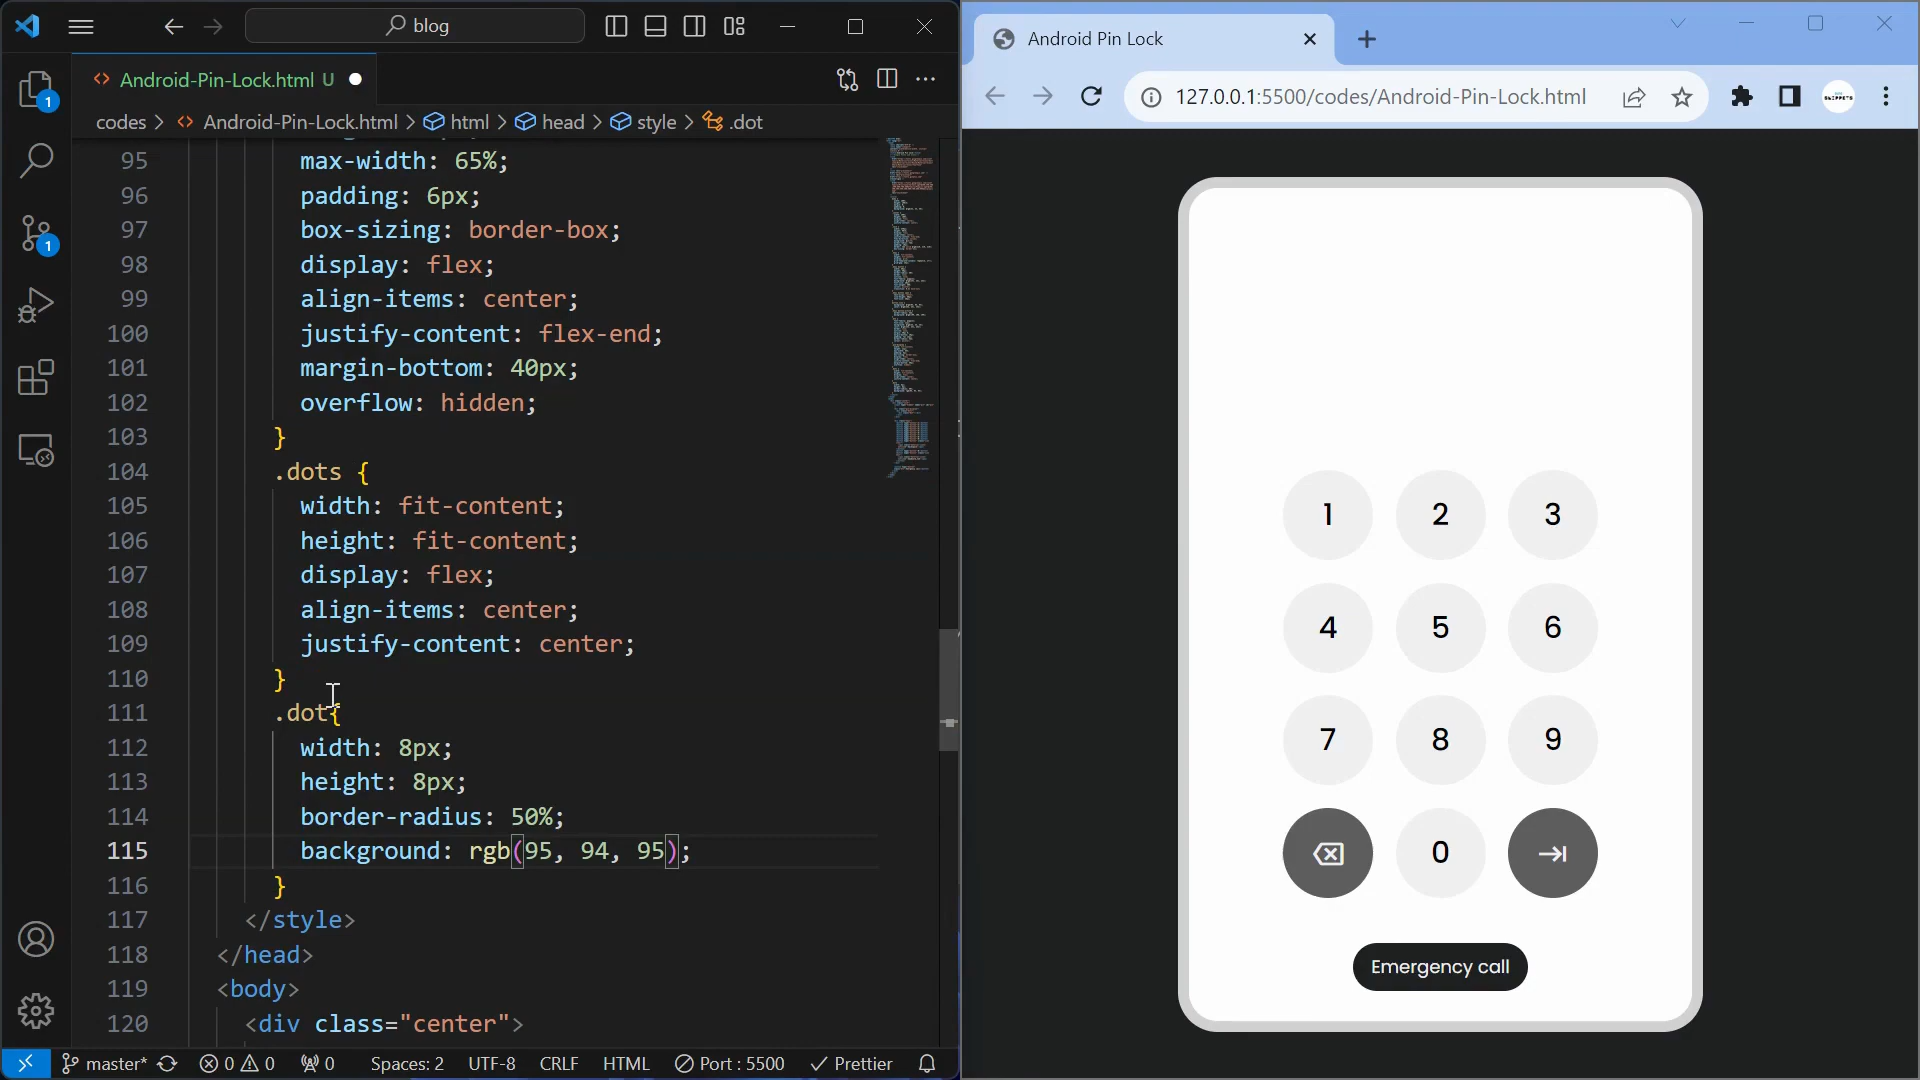 blog
Android-Pin-Lock.html U
codes > Android-Pin-Lock.html > html > head > style > .dot
95 max-width: 65%;
96 padding: 6px;
97 box-sizing: border-box;
98 display: flex;
99 align-items: center;
100 justify-content: flex-end;
101 margin-bottom: 40px;
102 overflow: hidden;
103 }
104 .dots {
105 width: fit-content;
106 height: fit-content;
107 display: flex;
108 align-items: center;
109 justify-content: center;
110 }
111 .dot{
112 width: 8px;
113 height: 8px;
114 border-radius: 50%;
115 background: rgb(95, 94, 95);
116 }
117 </style>
118 </head>
119 <body>
120 <div class="center">
1
1
master* 0 0 0 Spaces: 2 UTF-8 CRLF HTML Port : 5500 Prettier
Android Pin Lock
127.0.0.1:5500/codes/Android-Pin-Lock.html
1 2 3
4 5 6
7 8 9
0
Emergency call